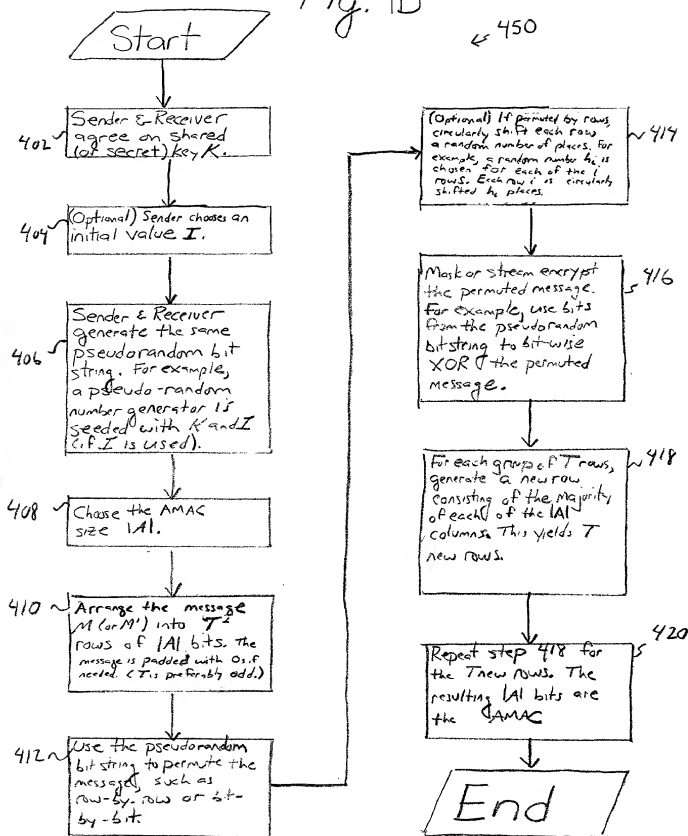 Fig. 1B
450
Start
402
Sender & Receiver
agree on shared
(or secret) key K.
404
(Optional) Sender chooses an
initial value I.
406
Sender & Receiver
generate the same
pseudorandom bit
string. For example,
a pseudo-random
number generator is
seeded with K and I
(if I is used).
408
Choose the AMAC
size |A|.
410
Arrange the message
M (or M') into T²
rows of |A| bits. The
message is padded with 0s if
needed. (T is preferably odd.)
412
Use the pseudorandom
bit string to permute the
message, such as
row-by-row or bit-
by-bit.
414
(Optional) If permuted by rows,
circularly shift each row
a random number of places. For
example, a random number hi is
chosen for each of the i
rows. Each row i is circularly
shifted hi places.
416
Mask or stream encrypt
the permuted message.
For example, use bits
from the pseudorandom
bitstring to bit-wise
XOR the permuted
message.
418
For each group of T rows,
generate a new row
consisting of the majority
of each of the |A|
columns. This yields T
new rows.
420
Repeat step 418 for
the T new rows. The
resulting |A| bits are
the AMAC
End